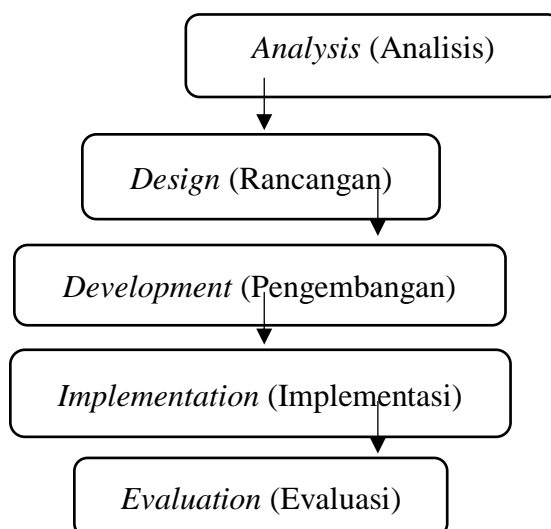 Analysis (Analisis)
Design (Rancangan)
Development (Pengembangan)
Implementation (Implementasi)
Evaluation (Evaluasi)